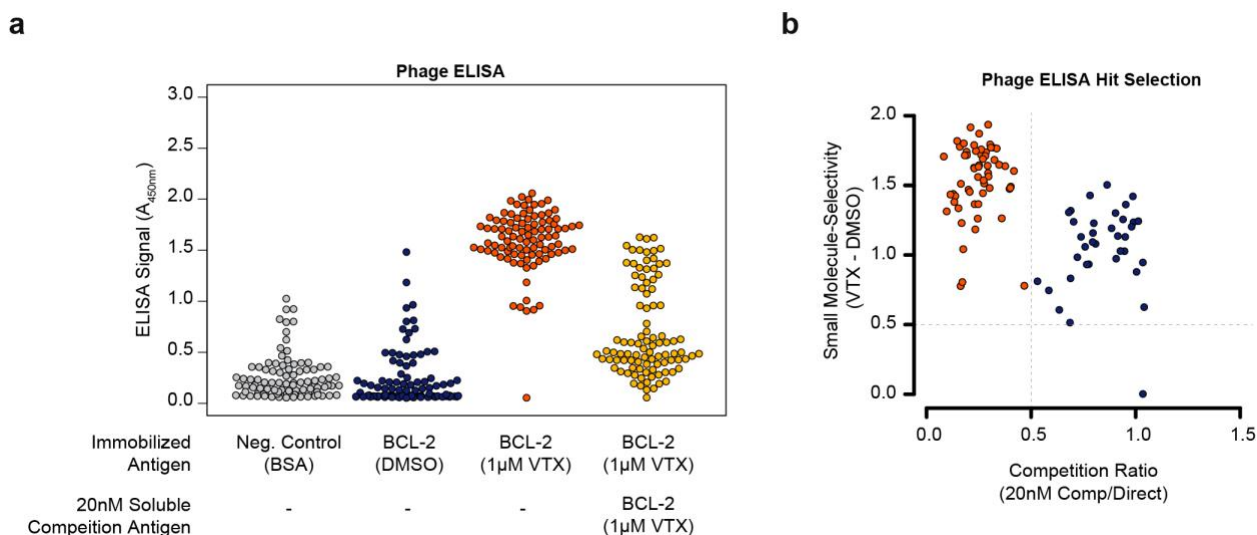 a
Phage ELISA
ELISA Signal (A450nm)
3.0
2.5
2.0
1.5
1.0
0.5
0.0
Immobilized
Antigen
Neg. Control
(BSA)
BCL-2
(DMSO)
BCL-2
(1µM VTX)
BCL-2
(1µM VTX)
20nM Soluble
Compeition Antigen
-
-
-
BCL-2
(1µM VTX)
b
Phage ELISA Hit Selection
Small Molecule-Selectivity
(VTX - DMSO)
2.0
1.5
1.0
0.5
0.0
0.0
0.5
1.0
1.5
Competition Ratio
(20nM Comp/Direct)